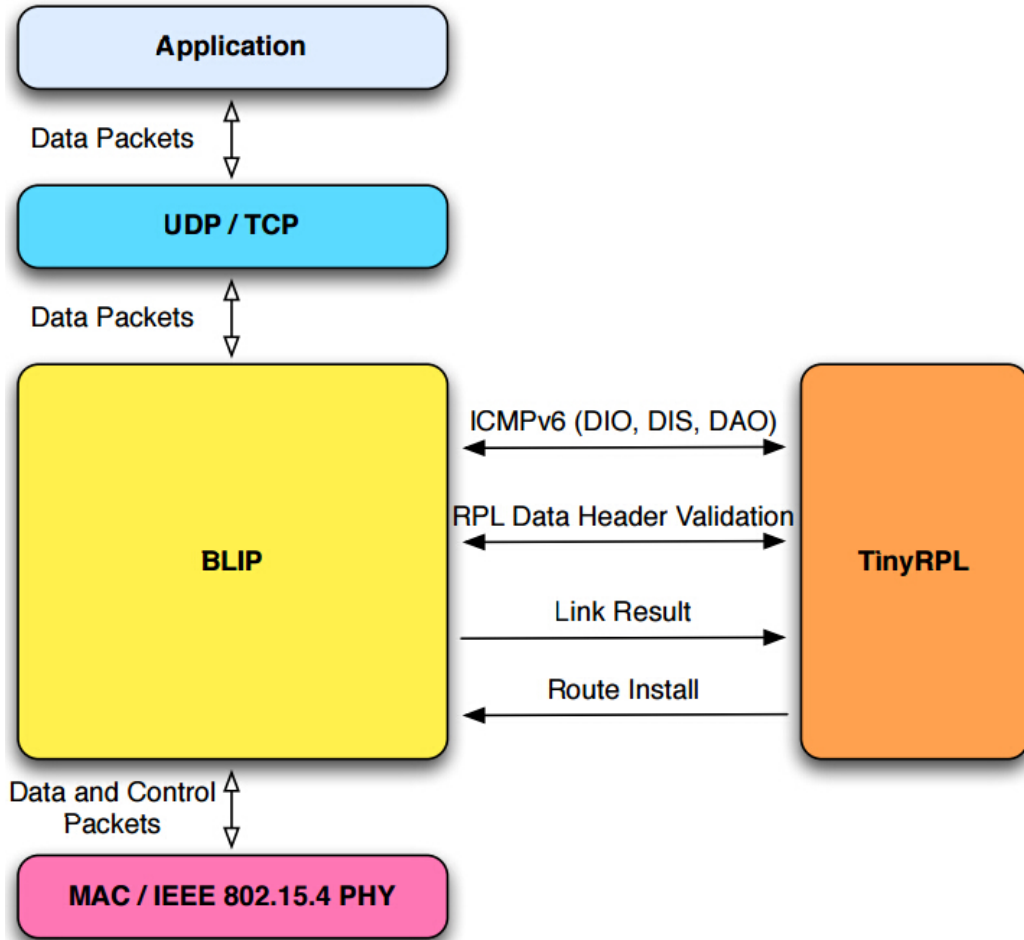 Application
Data Packets
UDP / TCP
Data Packets
BLIP
ICMPv6 (DIO, DIS, DAO)
RPL Data Header Validation
Link Result
Route Install
TinyRPL
Data and Control
Packets
MAC / IEEE 802.15.4 PHY